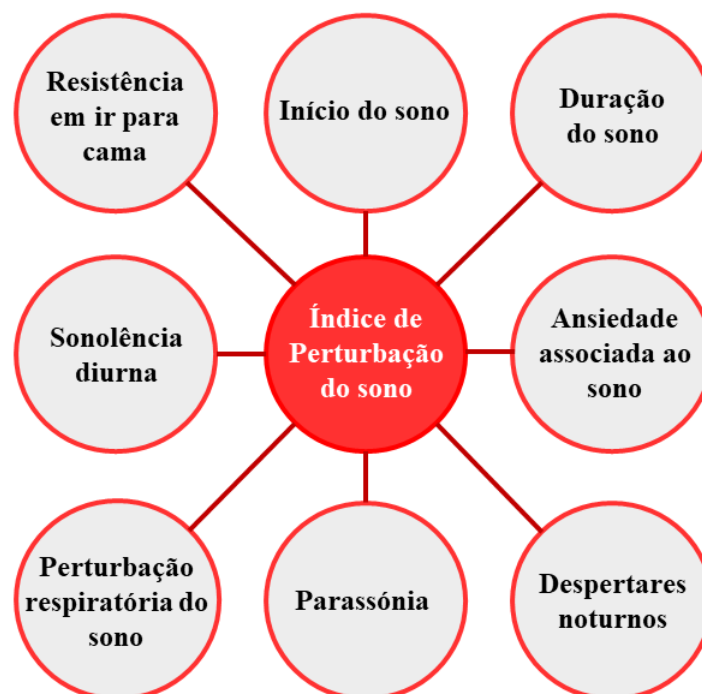 Resistência
em ir para
cama
Início do sono
Duração
do sono
Sonolência
diurna
Índice de
Perturbação
do sono
Ansiedade
associada ao
sono
Perturbação
respiratória do
sono
Parassónia
Despertares
noturnos